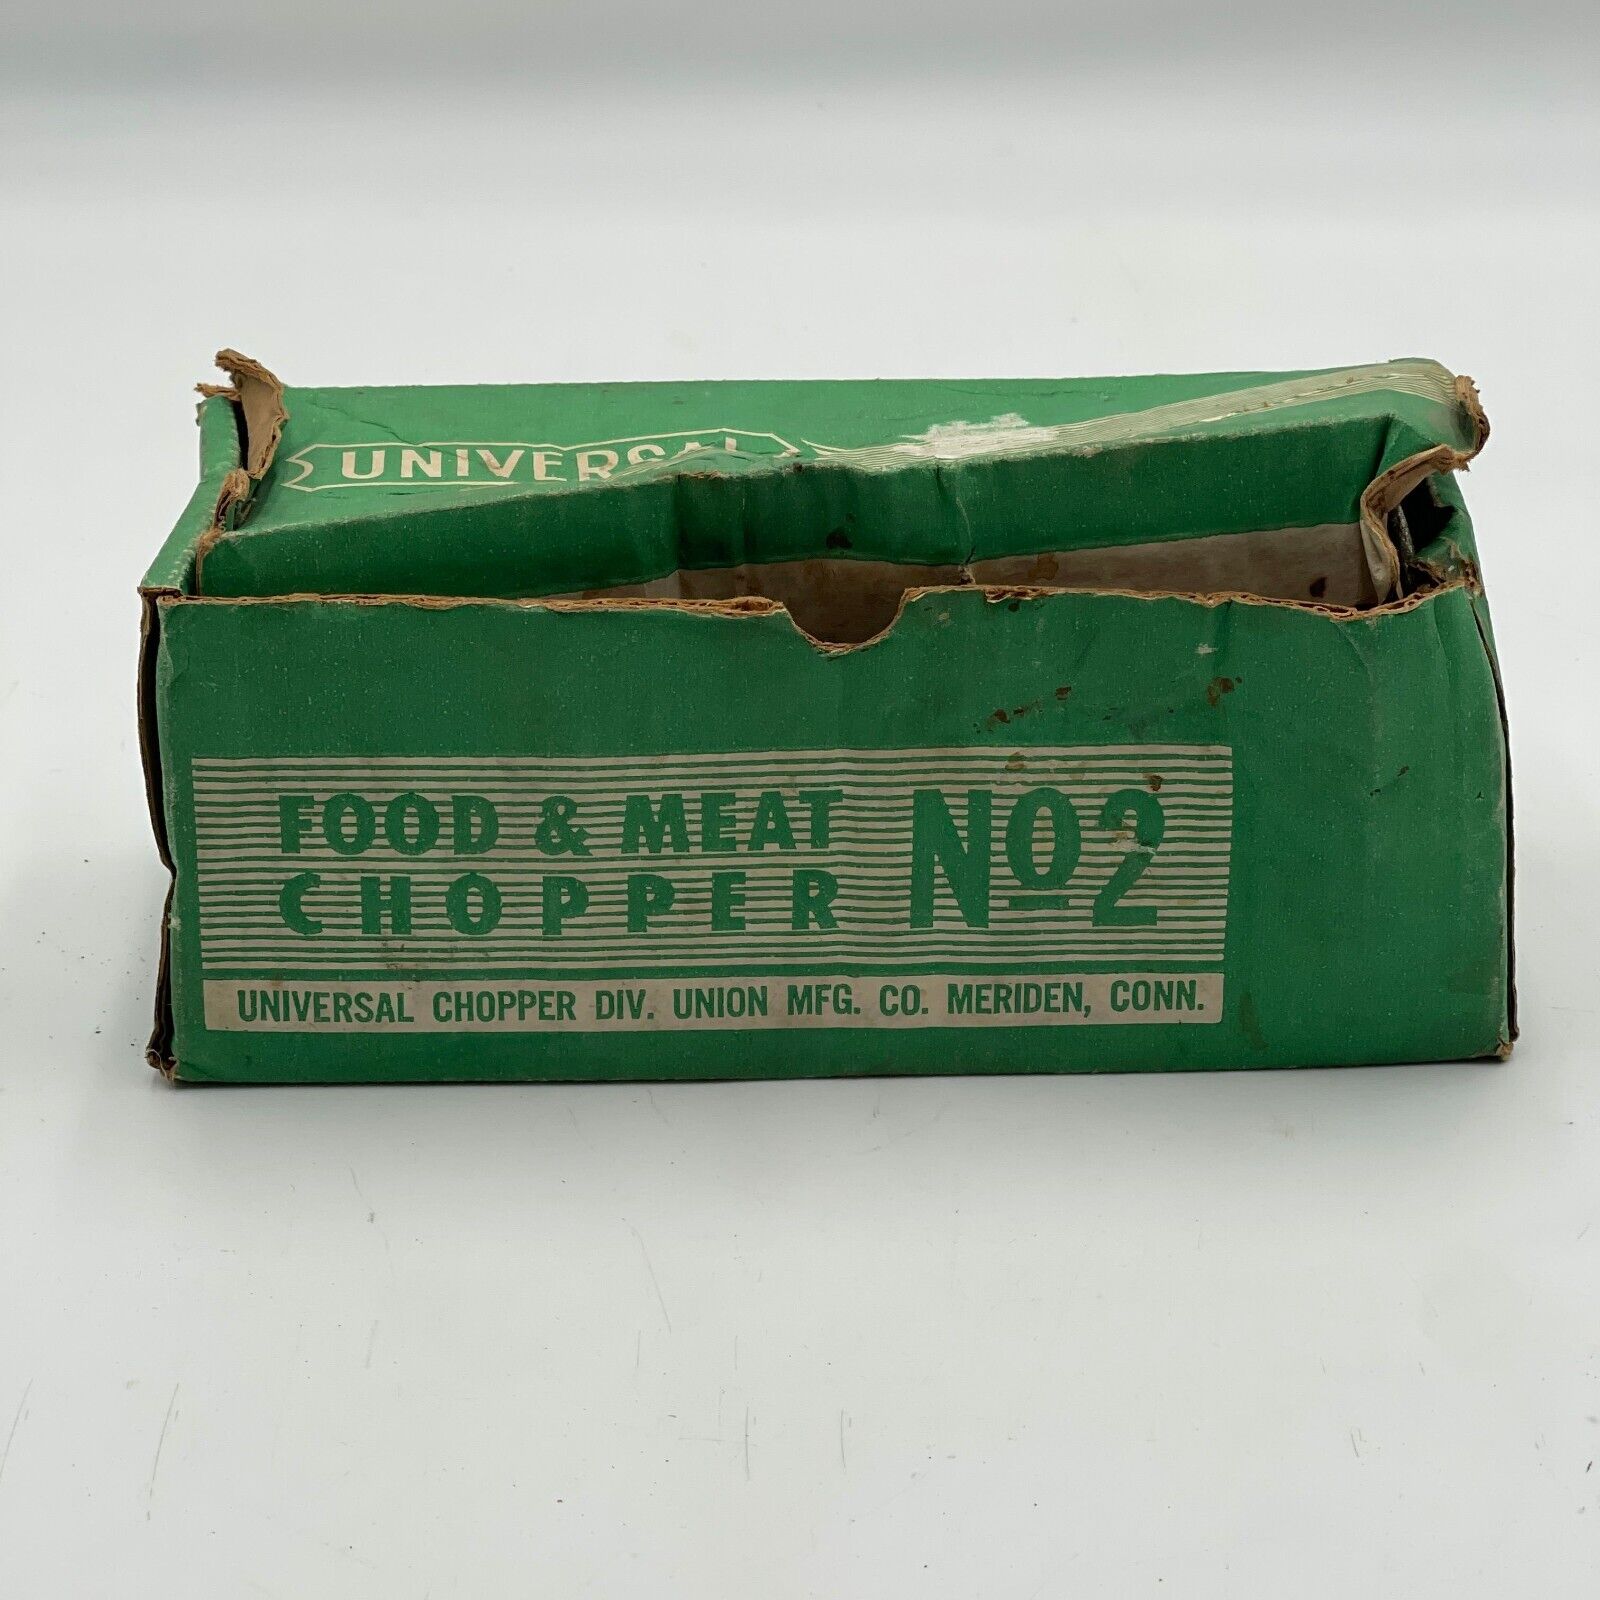 UNIVERSAL
FOOD & MEAT
CHOPPER
No2
UNIVERSAL CHOPPER DIV. UNION MFG. CO. MERIDEN, CONN.